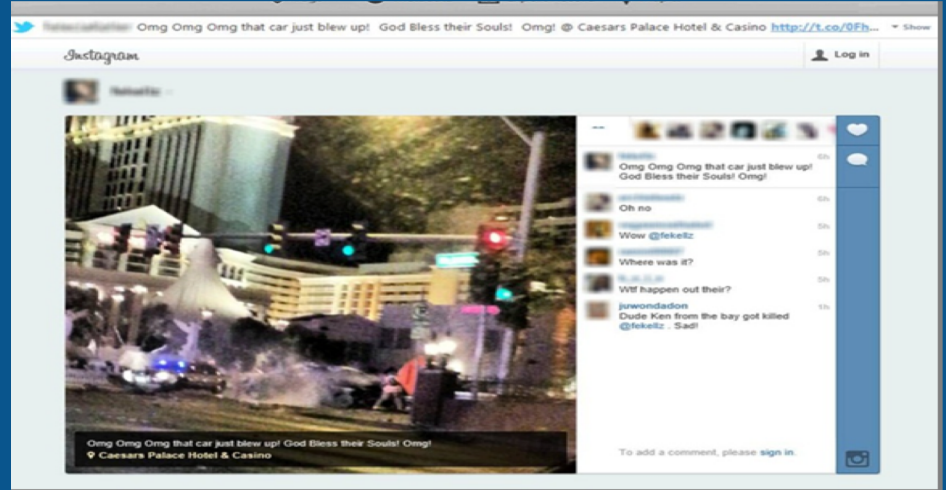 Omg Omg Omg that car just blew up! God Bless their Souls! Omg! @ Caesars Palace Hotel & Casino http://t.co/0Fh... Show
Instagram
Log in
6h
Omg Omg Omg that car just blew up!
God Bless their Souls! Omg!
6h
Oh no
5h
Wow @fekellz
5h
Where was it?
5h
Wtf happen out their?
juwondadon 1h
Dude Ken from the bay got killed
@fekellz . Sad!
Omg Omg Omg that car just blew up! God Bless their Souls! Omg!
Caesars Palace Hotel & Casino
To add a comment, please sign in.